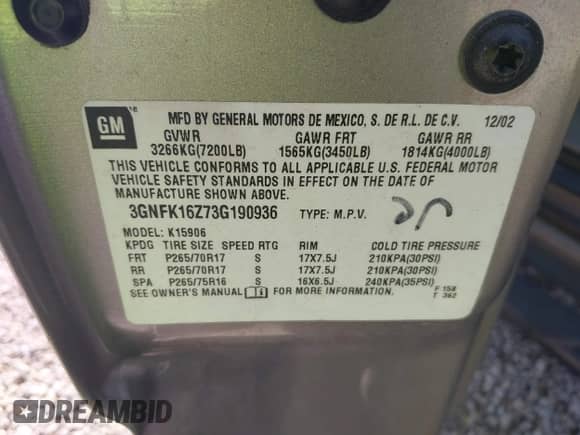 GM
MFD BY GENERAL MOTORS DE MEXICO, S. DE R.L. DE C.V. 12/02
GVWR GAWR FRT GAWR RR
3266KG(7200LB) 1565KG(3450LB) 1814KG(4000LB)
THIS VEHICLE CONFORMS TO ALL APPLICABLE U.S. FEDERAL MOTOR
VEHICLE SAFETY STANDARDS IN EFFECT ON THE DATE OF
MANUFACTURE SHOWN ABOVE.
3GNFK16Z73G190936 TYPE: M.P.V.
MODEL: K15906
KPDG TIRE SIZE SPEED RTG RIM COLD TIRE PRESSURE
FRT P265/70R17 S 17X7.5J 210KPA(30PSI)
RR P265/70R17 S 17X7.5J 210KPA(30PSI)
SPA P265/75R16 S 16X6.5J 240KPA(35PSI)
SEE OWNER'S MANUAL FOR MORE INFORMATION. F 158
T 362
DREAMBID